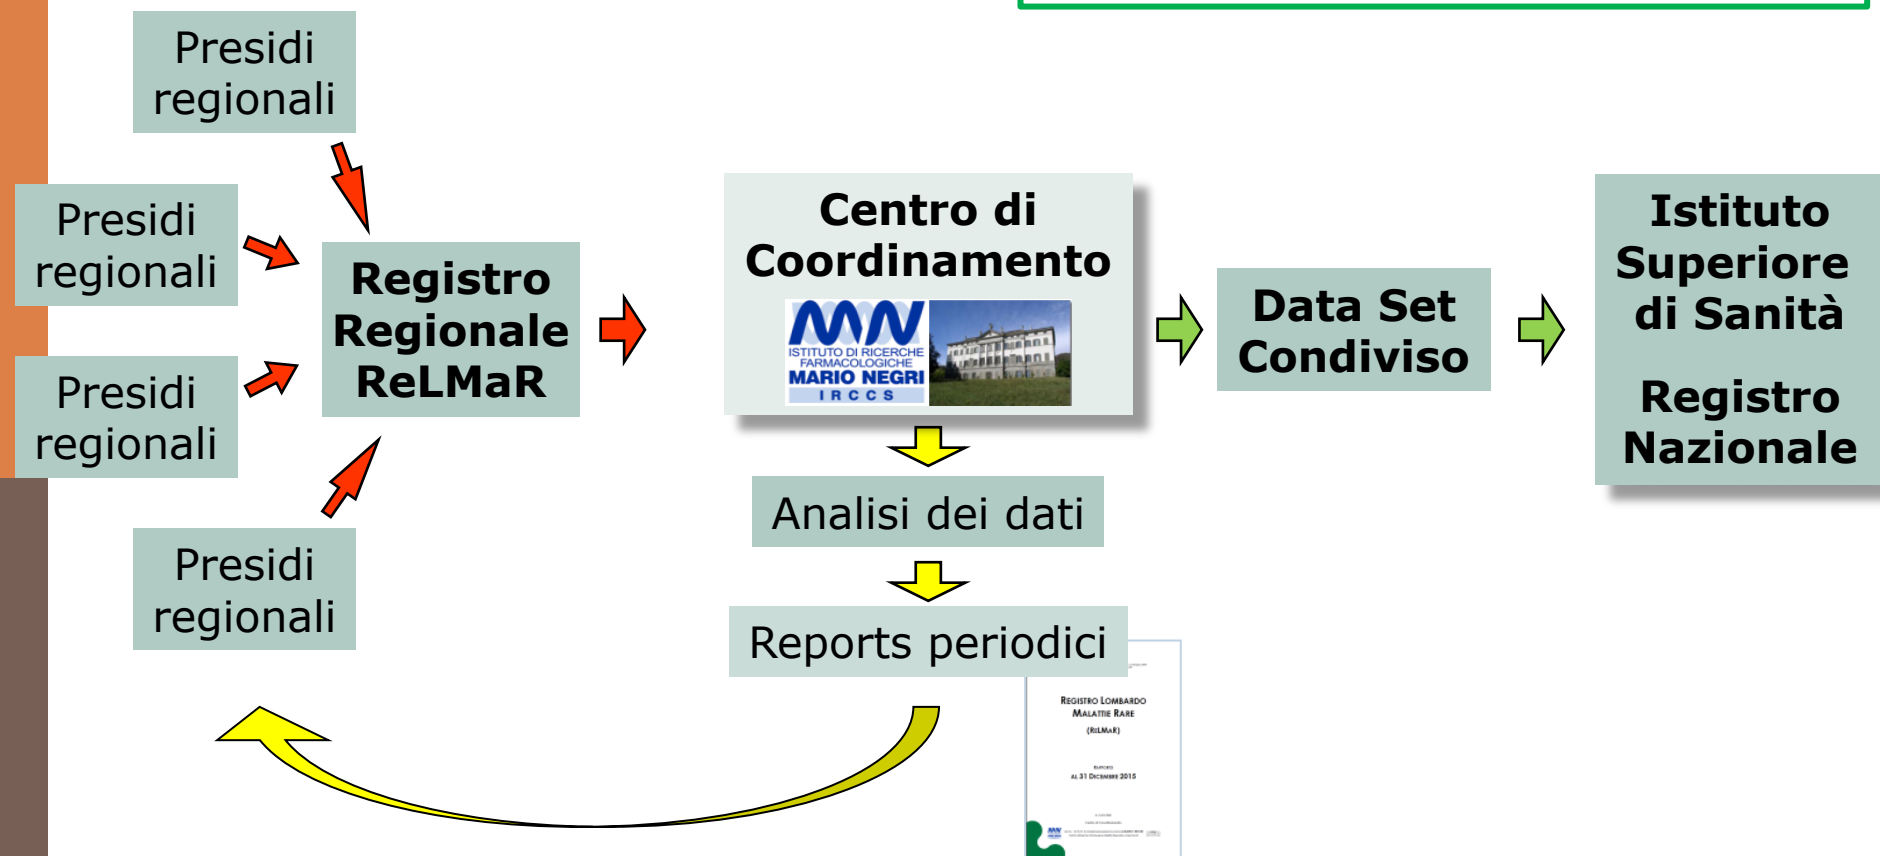 Presidi
regionali
Presidi
regionali
Presidi
regionali
Presidi
regionali
Registro
Regionale
ReLMaR
Centro di
Coordinamento
ISTITUTO DI RICERCHE
FARMACOLOGICHE
MARIO NEGRI
IRCCS
Data Set
Condiviso
Istituto
Superiore
di Sanità
Registro
Nazionale
Analisi dei dati
Reports periodici
REGISTRO LOMBARDO
MALATTIE RARE
(RELMAR)
RAPPORTO
AL 31 DICEMBRE 2015